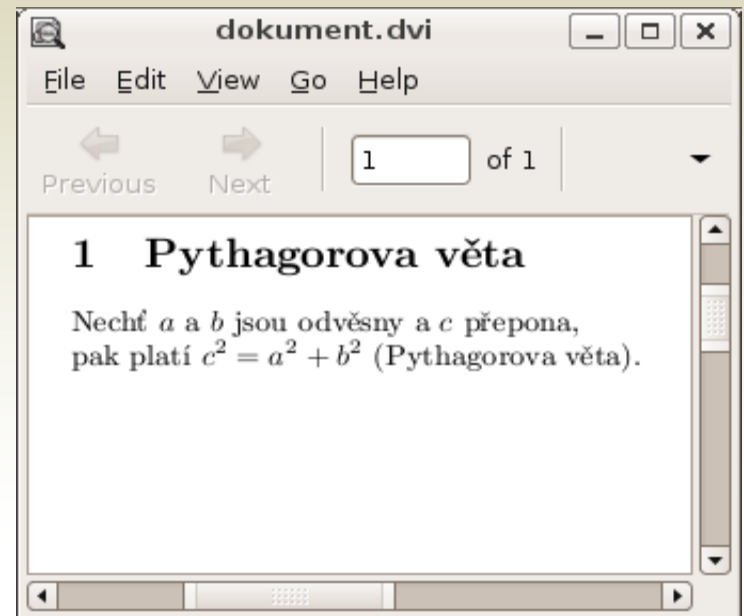 dokument.dvi
File Edit View Go Help
Previous Next 1 of 1
1 Pythagorova věta
Nechť a a b jsou odvěsny a c přepona,
pak platí c² = a² + b² (Pythagorova věta).